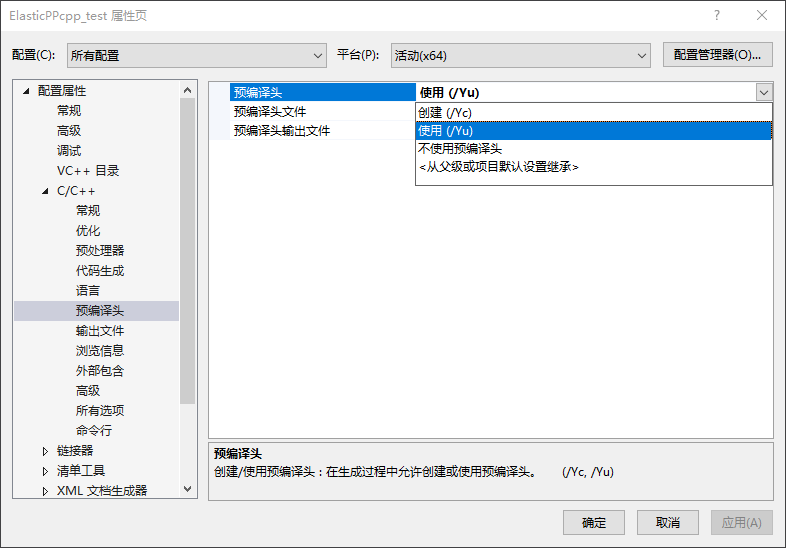 ElasticPPcpp_test 属性页
配置(C): 所有配置 平台(P): 活动(x64) 配置管理器(O)...
配置属性
常规
高级
调试
VC++ 目录
C/C++
常规
优化
预处理器
代码生成
语言
预编译头
输出文件
浏览信息
外部包含
高级
所有选项
命令行
链接器
清单工具
XML 文档生成器
预编译头 使用 (/Yu)
预编译头文件
预编译头输出文件
创建 (/Yc)
使用 (/Yu)
不使用预编译头
<从父级或项目默认设置继承>
预编译头
创建/使用预编译头：在生成过程中允许创建或使用预编译头。 (/Yc, /Yu)
确定 取消 应用(A)